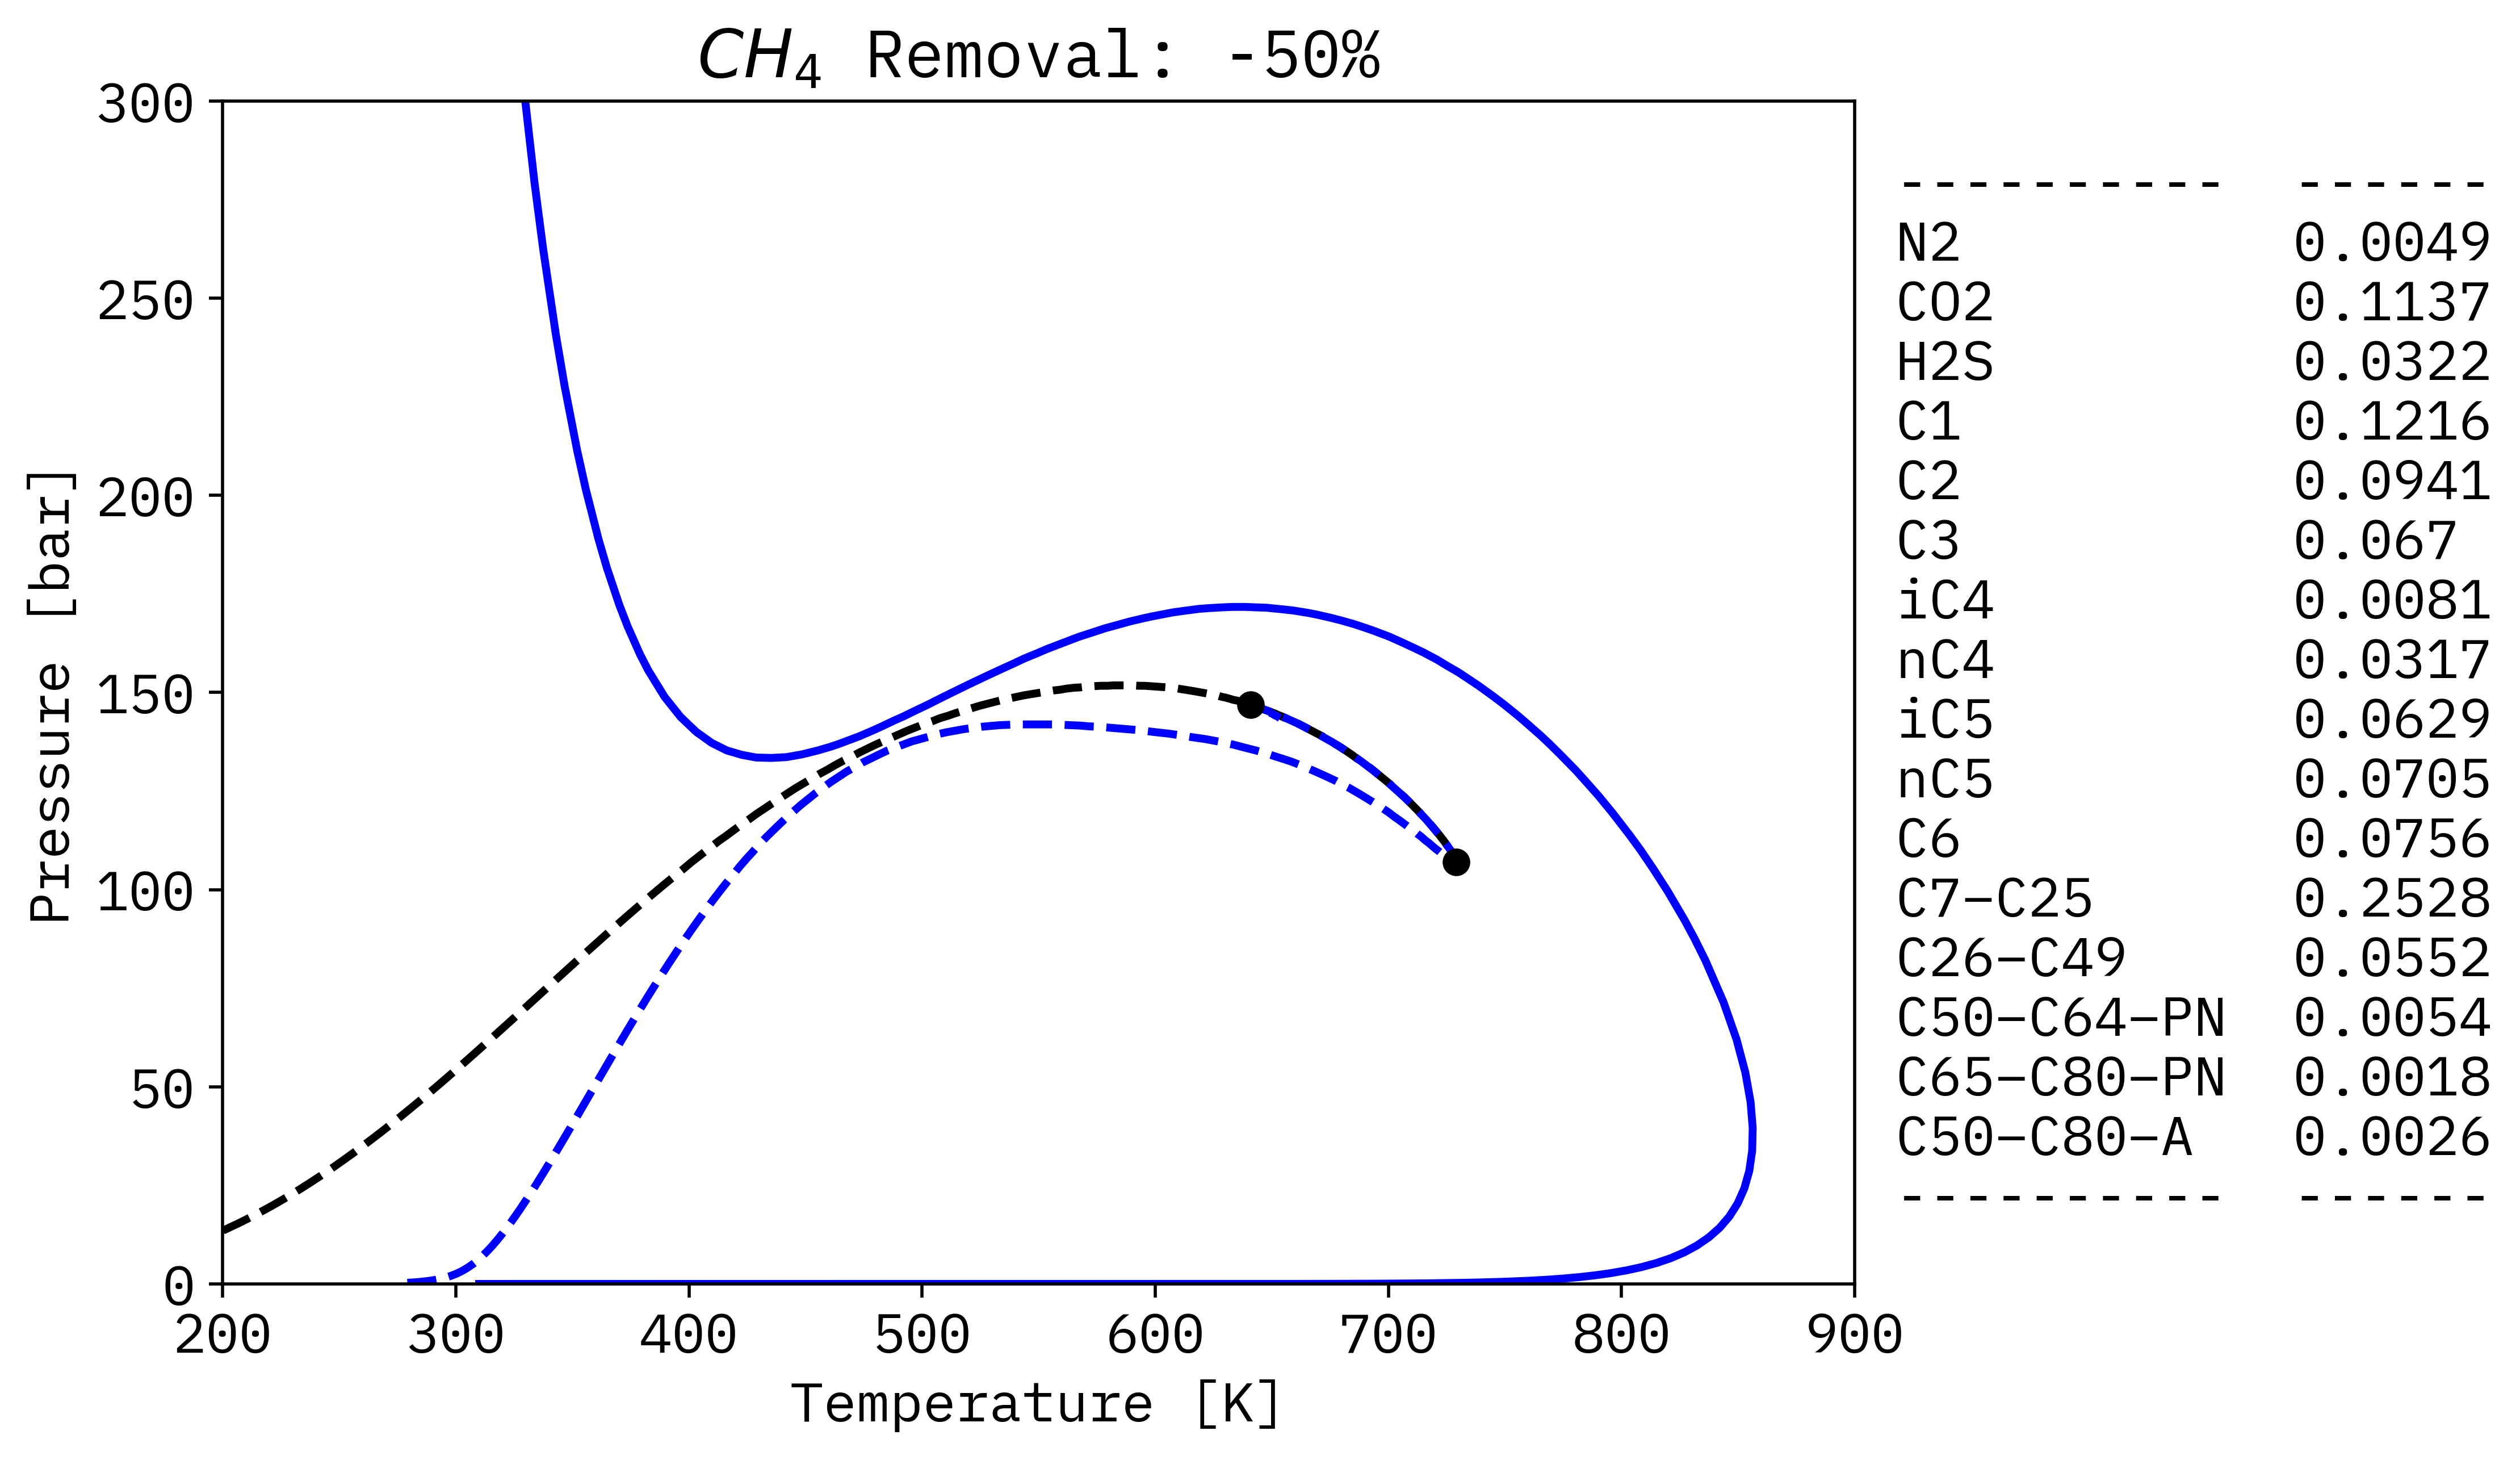 CH4 Removal: -50%
300
250
200
150
100
50
0
Pressure [bar]
200 300 400 500 600 700 800 900
Temperature [K]
---------- ------
N2 0.0049
CO2 0.1137
H2S 0.0322
C1 0.1216
C2 0.0941
C3 0.067
iC4 0.0081
nC4 0.0317
iC5 0.0629
nC5 0.0705
C6 0.0756
C7-C25 0.2528
C26-C49 0.0552
C50-C64-PN 0.0054
C65-C80-PN 0.0018
C50-C80-A 0.0026
---------- ------